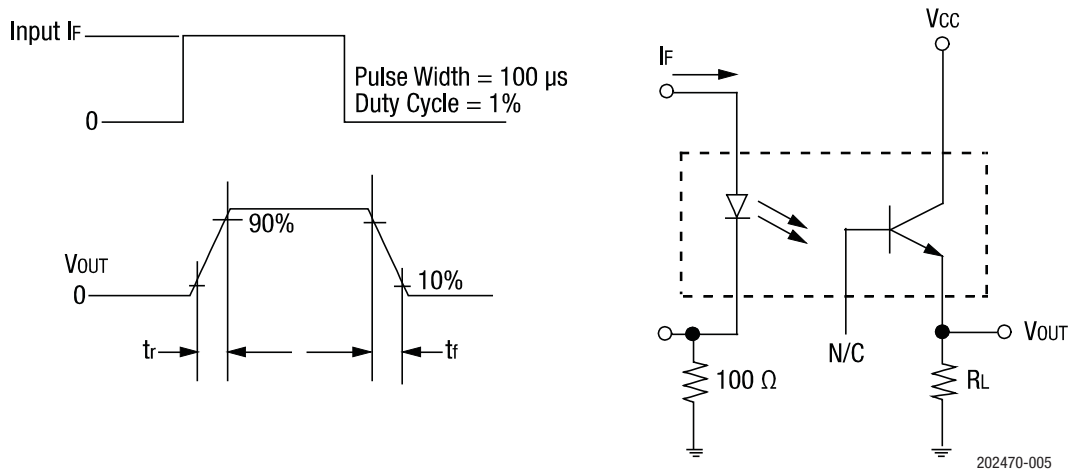 Input IF
0
Pulse Width = 100 μs
Duty Cycle = 1%
90%
VOUT
0
10%
tr
tf
VCC
IF
N/C
VOUT
100 Ω
RL
202470-005